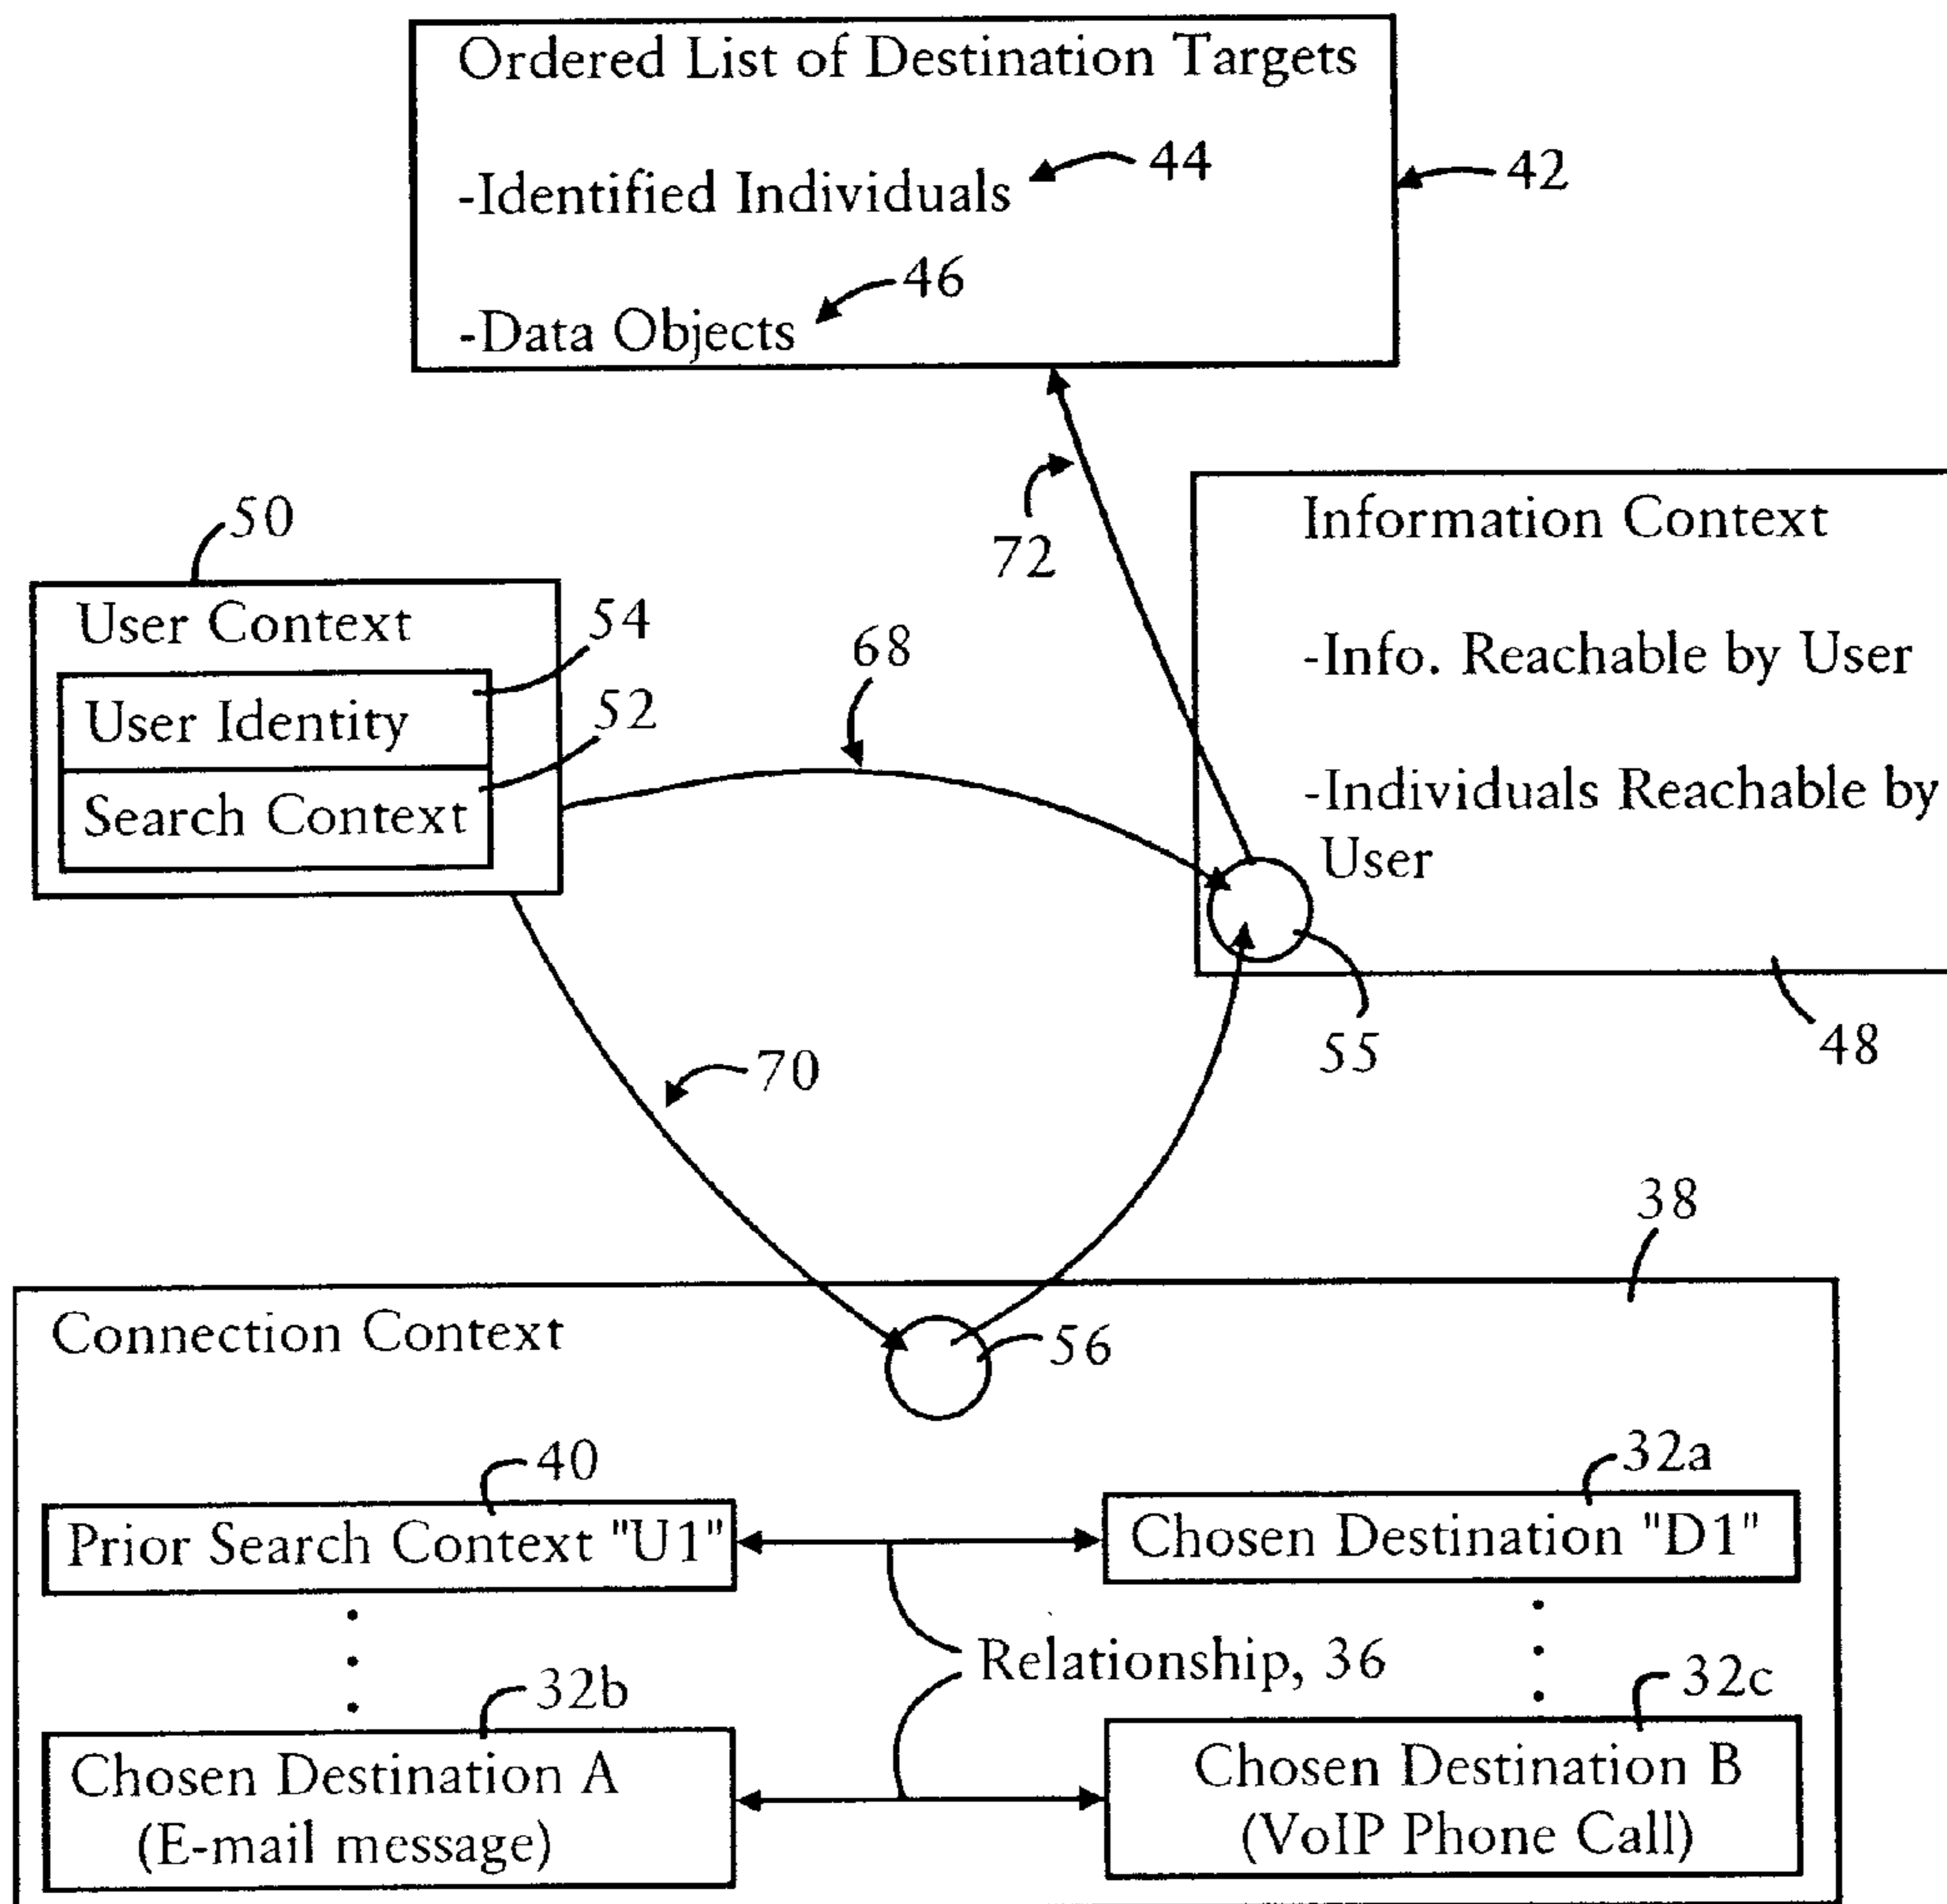 Ordered List of Destination Targets
-Identified Individuals
44
42
-Data Objects
46
72
Information Context
-Info. Reachable by User
-Individuals Reachable by
User
55
48
50
User Context
54
User Identity
52
Search Context
68
70
38
Connection Context
56
40
Prior Search Context "U1"
32a
Chosen Destination "D1"
Relationship, 36
32b
Chosen Destination A
(E-mail message)
32c
Chosen Destination B
(VoIP Phone Call)